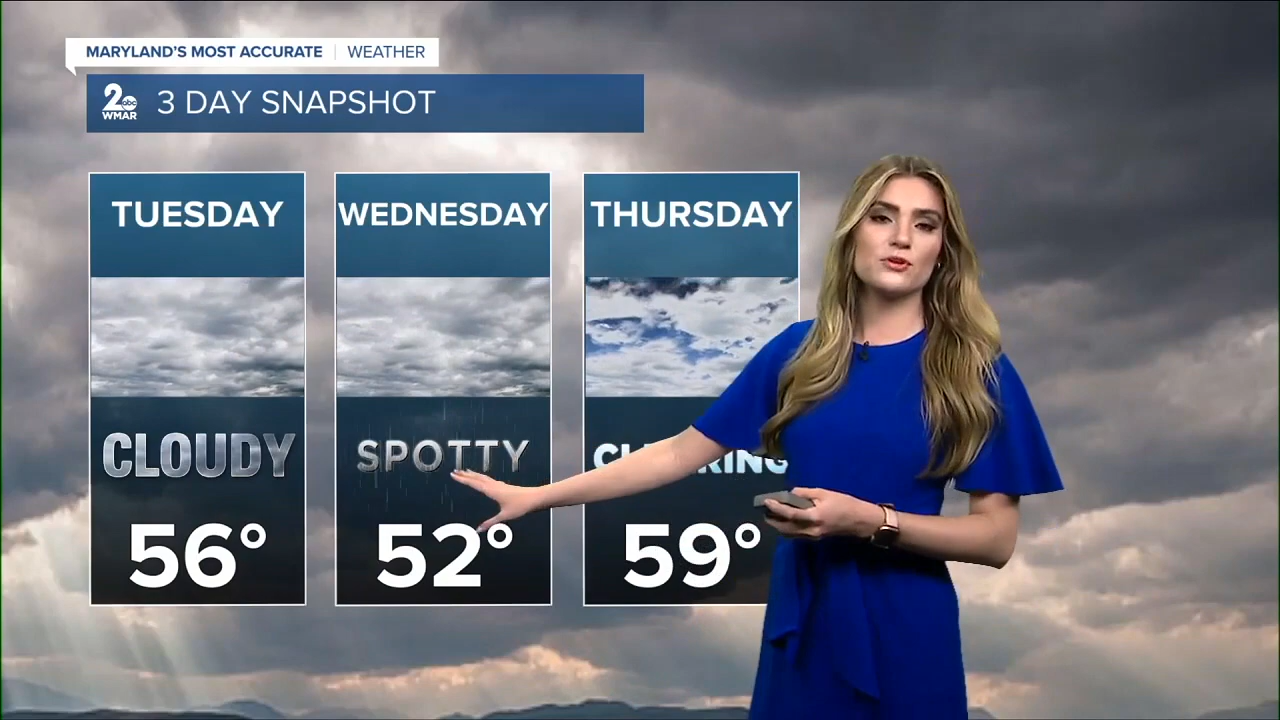 MARYLAND'S MOST ACCURATE | WEATHER
2 abc WMAR 3 DAY SNAPSHOT
TUESDAY WEDNESDAY THURSDAY
CLOUDY SPOTTY
56° 52° 59°